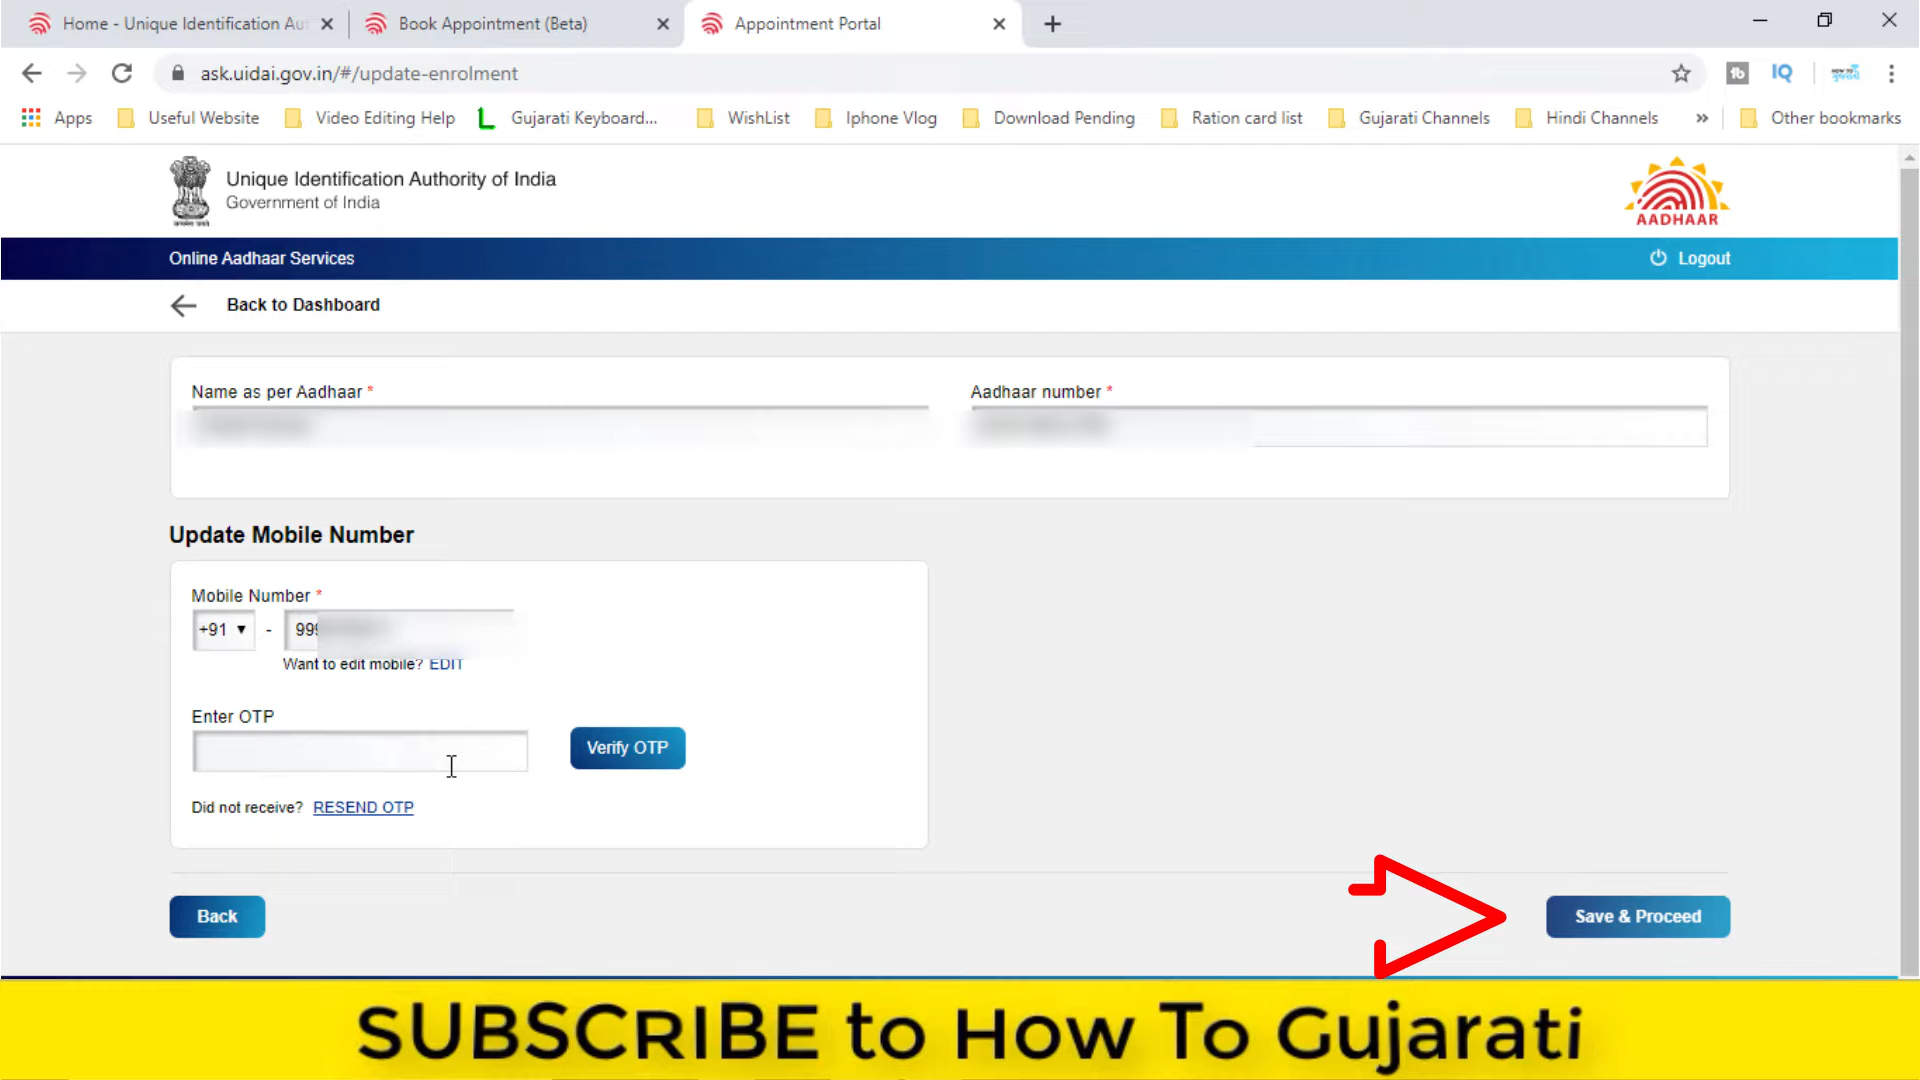 Home - Unique Identification Au
Book Appointment (Beta)
Appointment Portal
ask.uidai.gov.in/#/update-enrolment
Apps
Useful Website
Video Editing Help
Gujarati Keyboard...
WishList
Iphone Vlog
Download Pending
Ration card list
Gujarati Channels
Hindi Channels
»
Other bookmarks
Unique Identification Authority of India
Government of India
AADHAAR
Online Aadhaar Services
Logout
Back to Dashboard
Name as per Aadhaar *
Aadhaar number *
Update Mobile Number
Mobile Number *
+91 - 999
Want to edit mobile? EDIT
Enter OTP
Verify OTP
Did not receive? RESEND OTP
Back
Save & Proceed
SUBSCRIBE to How To Gujarati